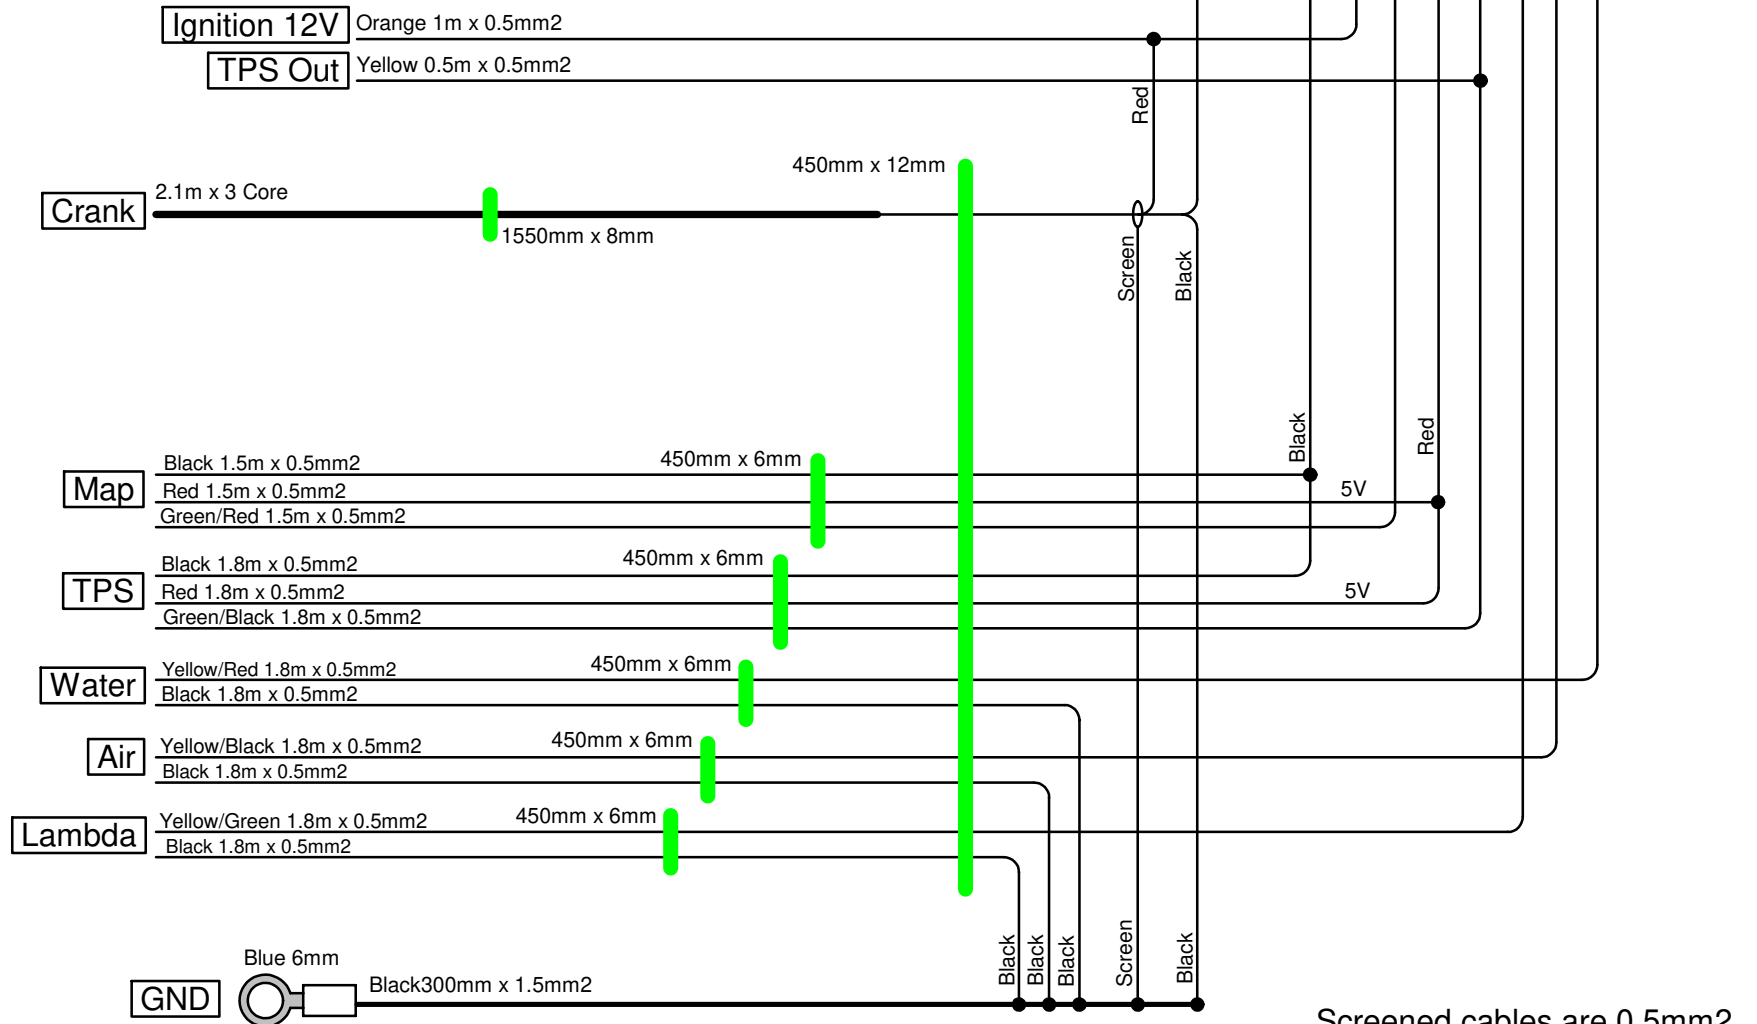 Ignition 12V
Orange 1m x 0.5mm2
TPS Out
Yellow 0.5m x 0.5mm2
Red
450mm x 12mm
Crank
2.1m x 3 Core
1550mm x 8mm
Screen
Black
Black
Red
Map
Black 1.5m x 0.5mm2
450mm x 6mm
Red 1.5m x 0.5mm2
5V
Green/Red 1.5m x 0.5mm2
TPS
Black 1.8m x 0.5mm2
450mm x 6mm
Red 1.8m x 0.5mm2
5V
Green/Black 1.8m x 0.5mm2
Water
Yellow/Red 1.8m x 0.5mm2
450mm x 6mm
Black 1.8m x 0.5mm2
Air
Yellow/Black 1.8m x 0.5mm2
450mm x 6mm
Black 1.8m x 0.5mm2
Lambda
Yellow/Green 1.8m x 0.5mm2
450mm x 6mm
Black 1.8m x 0.5mm2
Black
Black
Black
Screen
Black
GND
Blue 6mm
Black300mm x 1.5mm2
Screened cables are 0.5mm2